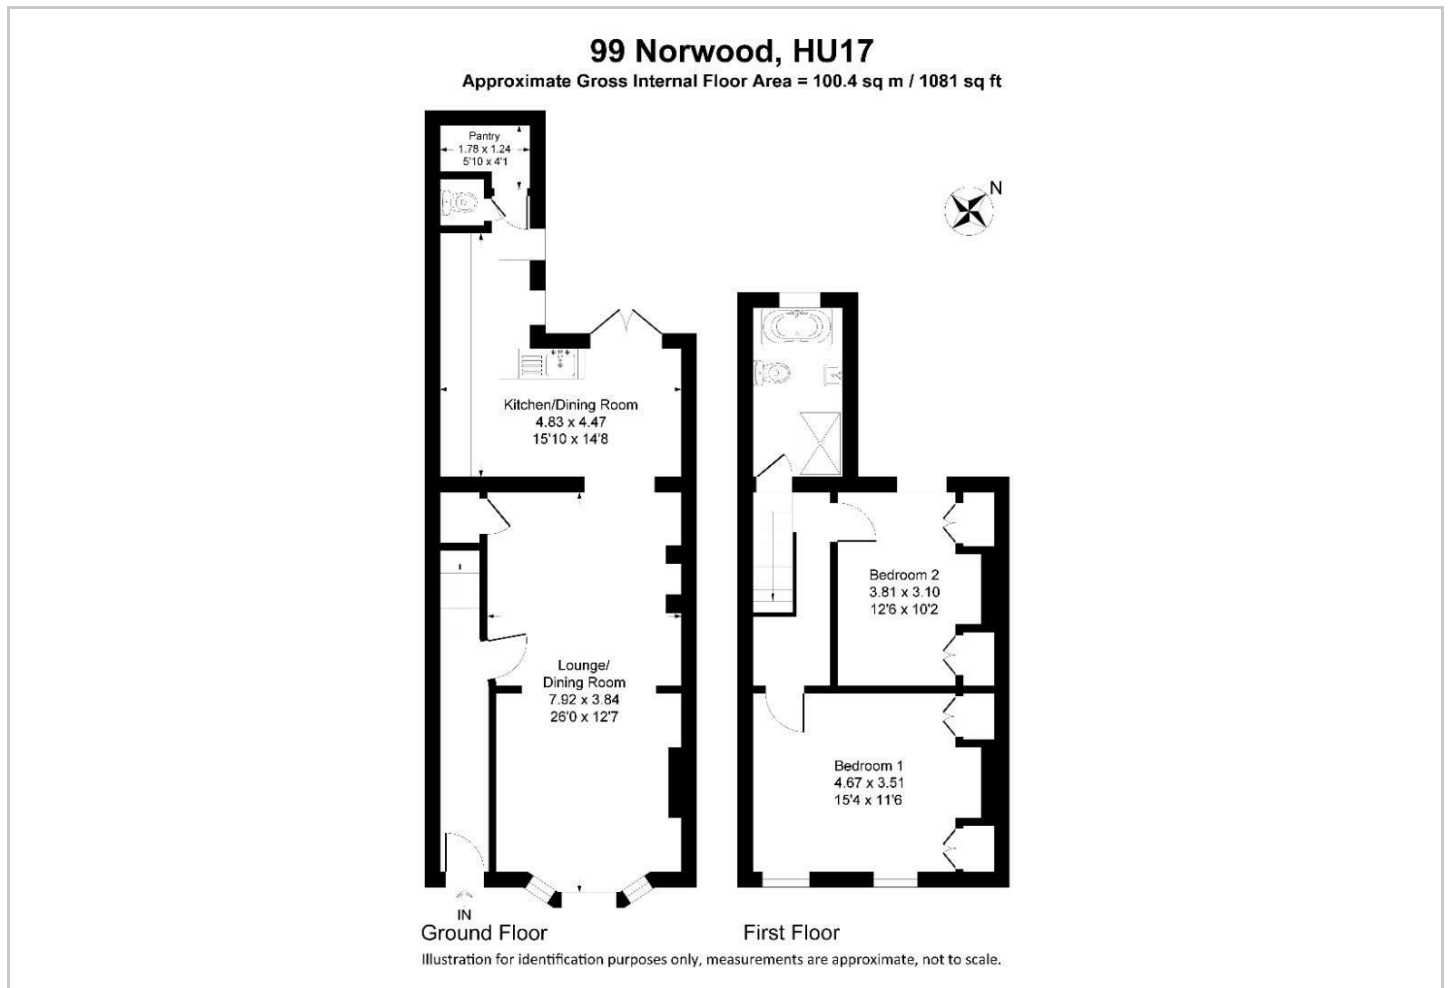 99 Norwood, HU17
Approximate Gross Internal Floor Area = 100.4 sq m / 1081 sq ft
Pantry
1.78 x 1.24
5'10 x 4'1
N
Kitchen/Dining Room
4.83 x 4.47
15'10 x 14'8
Bedroom 2
3.81 x 3.10
12'6 x 10'2
Lounge/
Dining Room
7.92 x 3.84
26'0 x 12'7
Bedroom 1
4.67 x 3.51
15'4 x 11'6
IN
Ground Floor
First Floor
Illustration for identification purposes only, measurements are approximate, not to scale.